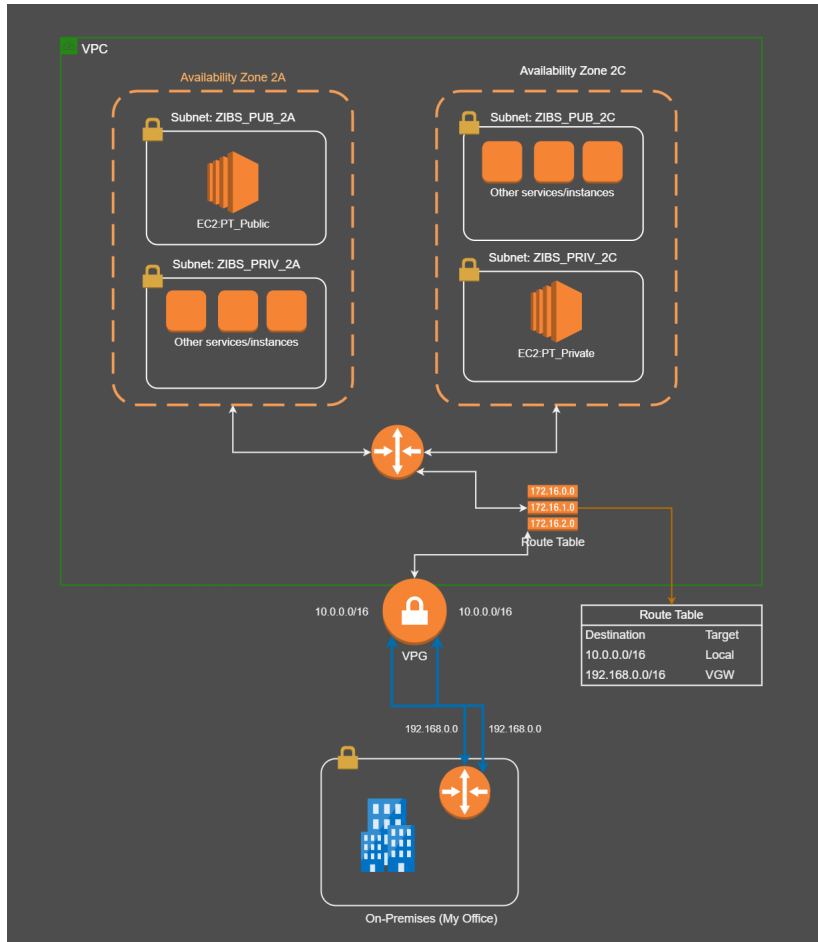 VPC
Availability Zone 2A
Availability Zone 2C
Subnet: ZIBS_PUB_2A
EC2:PT_Public
Subnet: ZIBS_PRIV_2A
Other services/instances
Subnet: ZIBS_PUB_2C
Other services/instances
Subnet: ZIBS_PRIV_2C
EC2:PT_Private
172.16.0.0
172.16.1.0
172.16.2.0
Route Table
10.0.0.0/16
10.0.0.0/16
VPG
Route Table
Destination Target
10.0.0.0/16 Local
192.168.0.0/16 VGW
192.168.0.0
192.168.0.0
On-Premises (My Office)